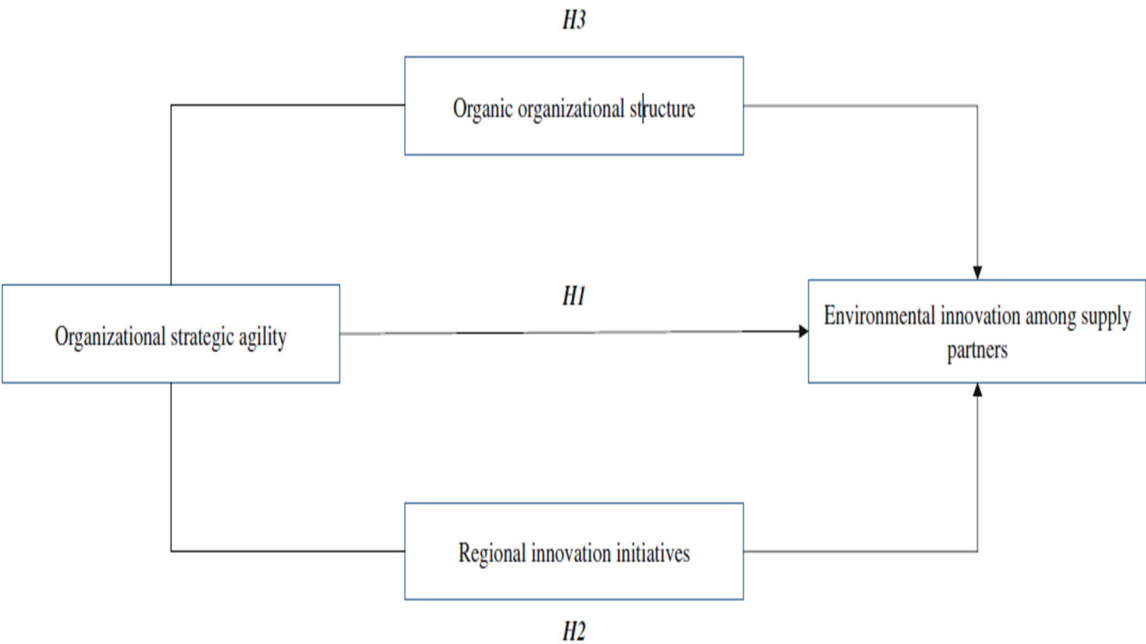 H3
Organic organizational structure
H1
Organizational strategic agility
Environmental innovation among supply
partners
Regional innovation initiatives
H2